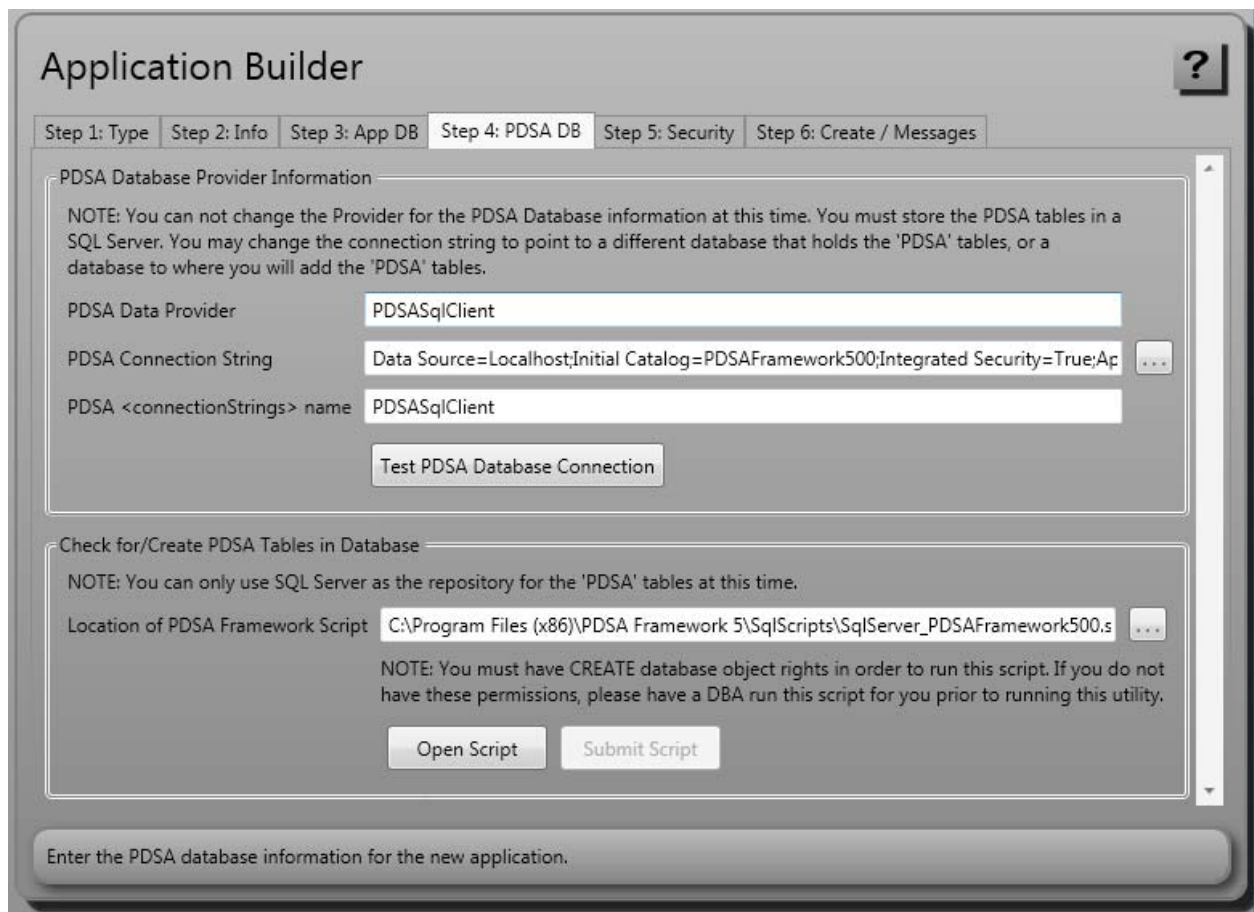 Application Builder
?
Step 1: Type Step 2: Info Step 3: App DB Step 4: PDSA DB Step 5: Security Step 6: Create / Messages
PDSA Database Provider Information
NOTE: You can not change the Provider for the PDSA Database information at this time. You must store the PDSA tables in a
SQL Server. You may change the connection string to point to a different database that holds the 'PDSA' tables, or a
database to where you will add the 'PDSA' tables.
PDSA Data Provider PDSASqlClient
PDSA Connection String Data Source=Localhost;Initial Catalog=PDSAFramework500;Integrated Security=True;Ap ...
PDSA <connectionStrings> name PDSASqlClient
Test PDSA Database Connection
Check for/Create PDSA Tables in Database
NOTE: You can only use SQL Server as the repository for the 'PDSA' tables at this time.
Location of PDSA Framework Script C:\Program Files (x86)\PDSA Framework 5\SqlScripts\SqlServer_PDSAFramework500.s ...
NOTE: You must have CREATE database object rights in order to run this script. If you do not
have these permissions, please have a DBA run this script for you prior to running this utility.
Open Script Submit Script
Enter the PDSA database information for the new application.